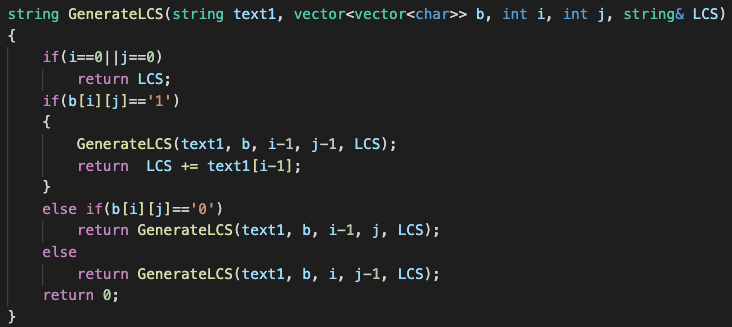 string GenerateLCS(string text1, vector<vector<char>> b, int i, int j, string& LCS)
{
    if(i==0||j==0)
        return LCS;
    if(b[i][j]=='1')
    {
        GenerateLCS(text1, b, i-1, j-1, LCS);
        return  LCS += text1[i-1];
    }
    else if(b[i][j]=='0')
        return GenerateLCS(text1, b, i-1, j, LCS);
    else
        return GenerateLCS(text1, b, i, j-1, LCS);
    return 0;
}